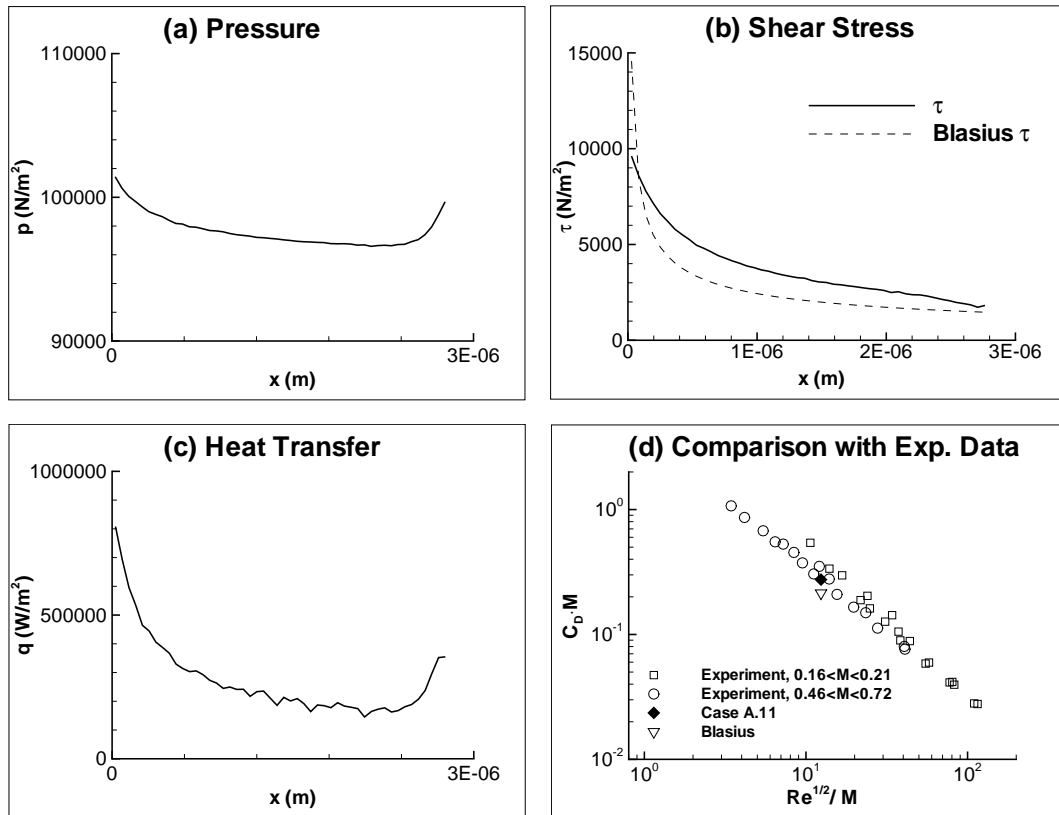 (a) Pressure
110000
100000
90000
p (N/m²)
0
3E-06
x (m)
(b) Shear Stress
15000
10000
5000
0
τ (N/m²)
τ
Blasius τ
0
1E-06
2E-06
3E-06
x (m)
(c) Heat Transfer
1000000
500000
0
q (W/m²)
0
3E-06
x (m)
(d) Comparison with Exp. Data
10⁰
10⁻¹
10⁻²
C_D·M
Experiment, 0.16<M<0.21
Experiment, 0.46<M<0.72
Case A.11
Blasius
10⁰
10¹
10²
Re^1/2/ M